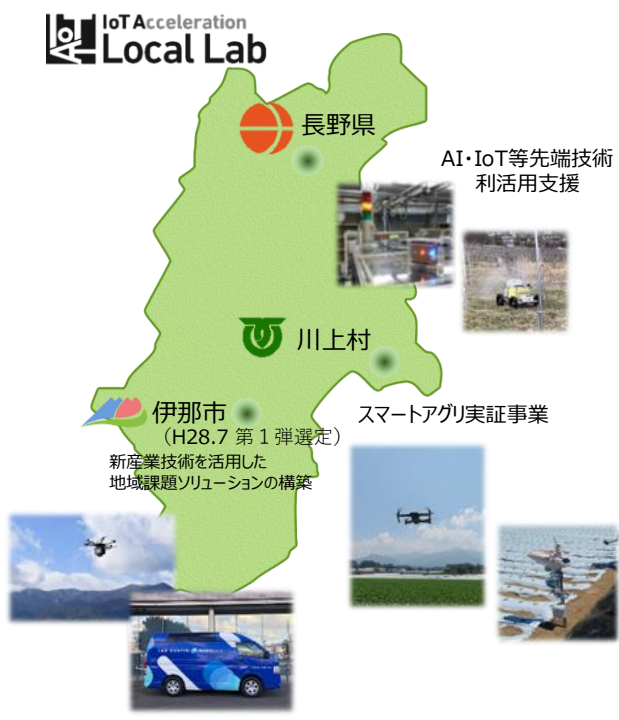 IoT Acceleration
Local Lab
長野県
AI・IoT等先端技術
利活用支援
川上村
伊那市
（H28.7 第１弾選定）
新産業技術を活用した
地域課題ソリューションの構築
スマートアグリ実証事業